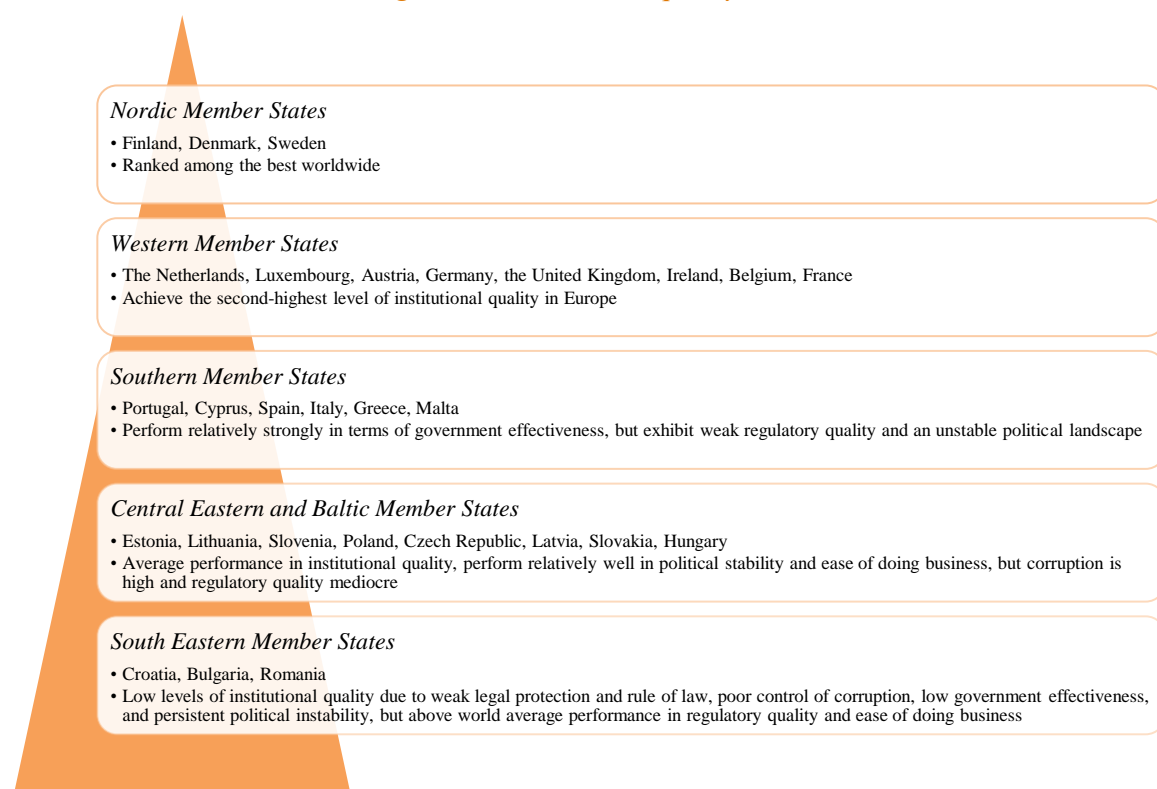 Nordic Member States
• Finland, Denmark, Sweden
• Ranked among the best worldwide
Western Member States
• The Netherlands, Luxembourg, Austria, Germany, the United Kingdom, Ireland, Belgium, France
• Achieve the second-highest level of institutional quality in Europe
Southern Member States
• Portugal, Cyprus, Spain, Italy, Greece, Malta
• Perform relatively strongly in terms of government effectiveness, but exhibit weak regulatory quality and an unstable political landscape
Central Eastern and Baltic Member States
• Estonia, Lithuania, Slovenia, Poland, Czech Republic, Latvia, Slovakia, Hungary
• Average performance in institutional quality, perform relatively well in political stability and ease of doing business, but corruption is
high and regulatory quality mediocre
South Eastern Member States
• Croatia, Bulgaria, Romania
• Low levels of institutional quality due to weak legal protection and rule of law, poor control of corruption, low government effectiveness,
and persistent political instability, but above world average performance in regulatory quality and ease of doing business